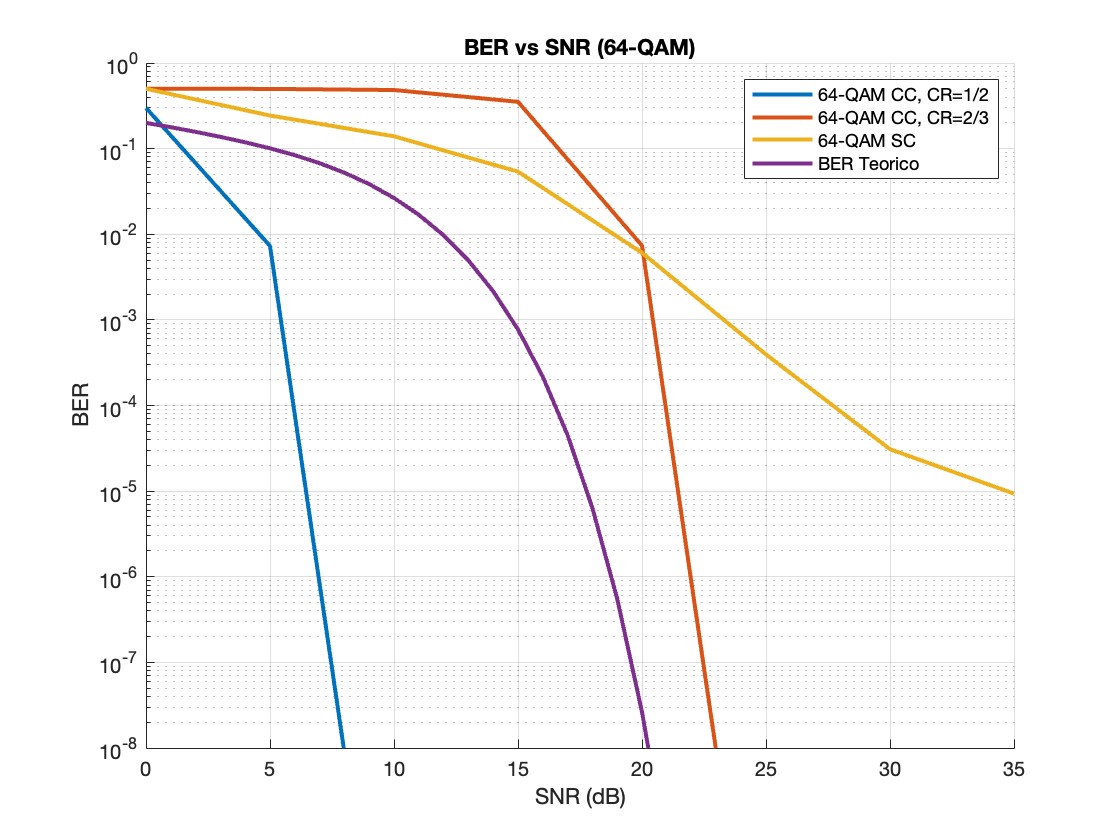 BER vs SNR (64-QAM)
10^0
10^-1
10^-2
10^-3
10^-4
10^-5
10^-6
10^-7
10^-8
BER
64-QAM CC, CR=1/2
64-QAM CC, CR=2/3
64-QAM SC
BER Teorico
0 5 10 15 20 25 30 35
SNR (dB)